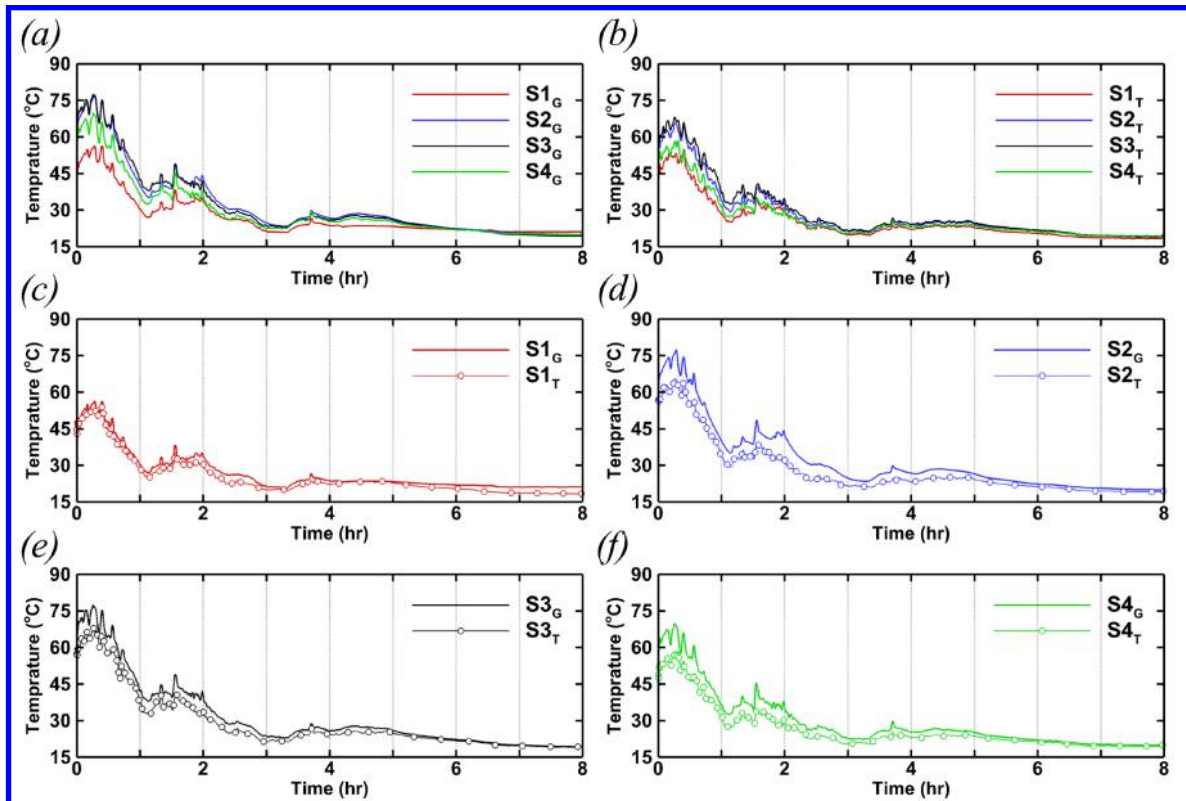 (a)
90
75
60
45
30
15
Temprature (°C)
S1G
S2G
S3G
S4G
0 2 4 6 8
Time (hr)
(b)
90
75
60
45
30
15
Temprature (°C)
S1T
S2T
S3T
S4T
0 2 4 6 8
Time (hr)
(c)
90
75
60
45
30
15
Temprature (°C)
S1G
S1T
0 2 4 6 8
Time (hr)
(d)
90
75
60
45
30
15
Temprature (°C)
S2G
S2T
0 2 4 6 8
Time (hr)
(e)
90
75
60
45
30
15
Temprature (°C)
S3G
S3T
0 2 4 6 8
Time (hr)
(f)
90
75
60
45
30
15
Temprature (°C)
S4G
S4T
0 2 4 6 8
Time (hr)